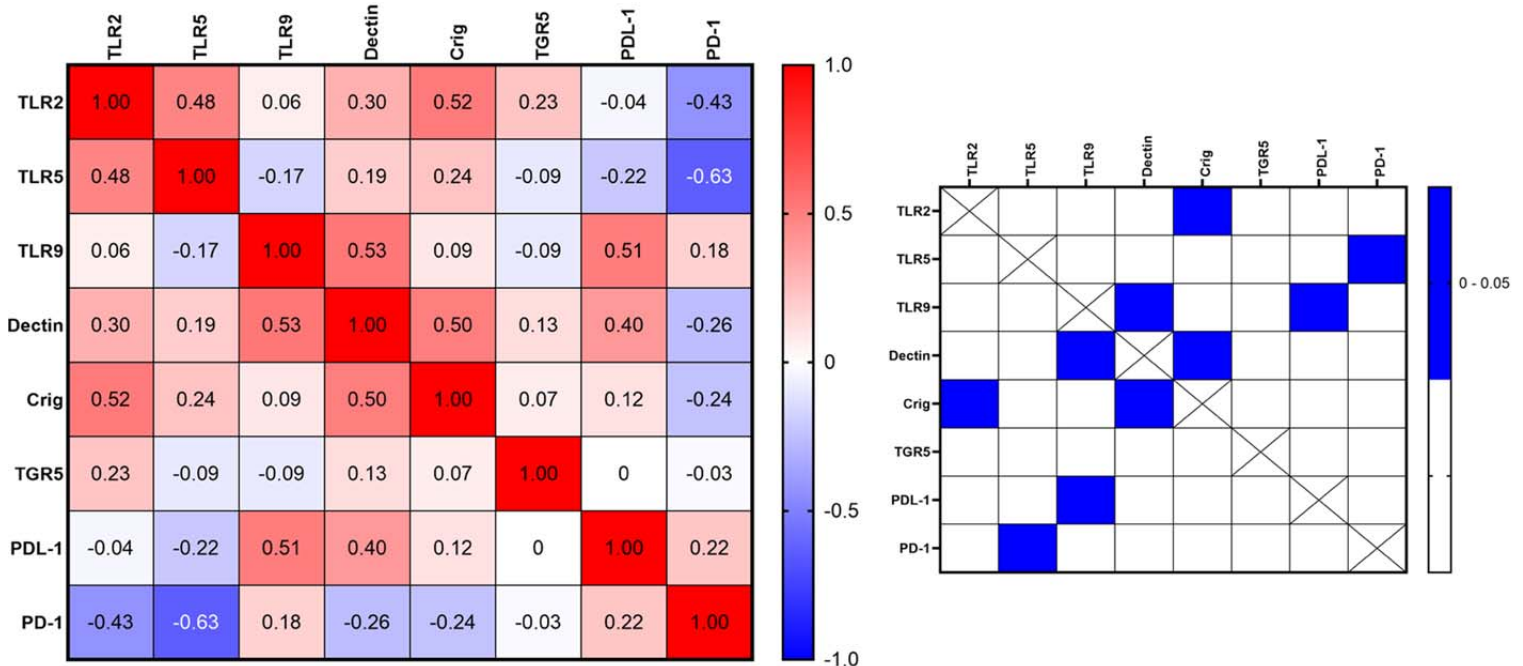 TLR2 TLR5 TLR9 Dectin Crig TGR5 PDL-1 PD-1
TLR2 1.00 0.48 0.06 0.30 0.52 0.23 -0.04 -0.43
TLR5 0.48 1.00 -0.17 0.19 0.24 -0.09 -0.22 -0.63
TLR9 0.06 -0.17 1.00 0.53 0.09 -0.09 0.51 0.18
Dectin 0.30 0.19 0.53 1.00 0.50 0.13 0.40 -0.26
Crig 0.52 0.24 0.09 0.50 1.00 0.07 0.12 -0.24
TGR5 0.23 -0.09 -0.09 0.13 0.07 1.00 0 -0.03
PDL-1 -0.04 -0.22 0.51 0.40 0.12 0 1.00 0.22
PD-1 -0.43 -0.63 0.18 -0.26 -0.24 -0.03 0.22 1.00
1.0
0.5
0
-0.5
-1.0
TLR2 TLR5 TLR9 Dectin Crig TGR5 PDL-1 PD-1
TLR2
TLR5
TLR9
Dectin
Crig
TGR5
PDL-1
PD-1
0 - 0.05